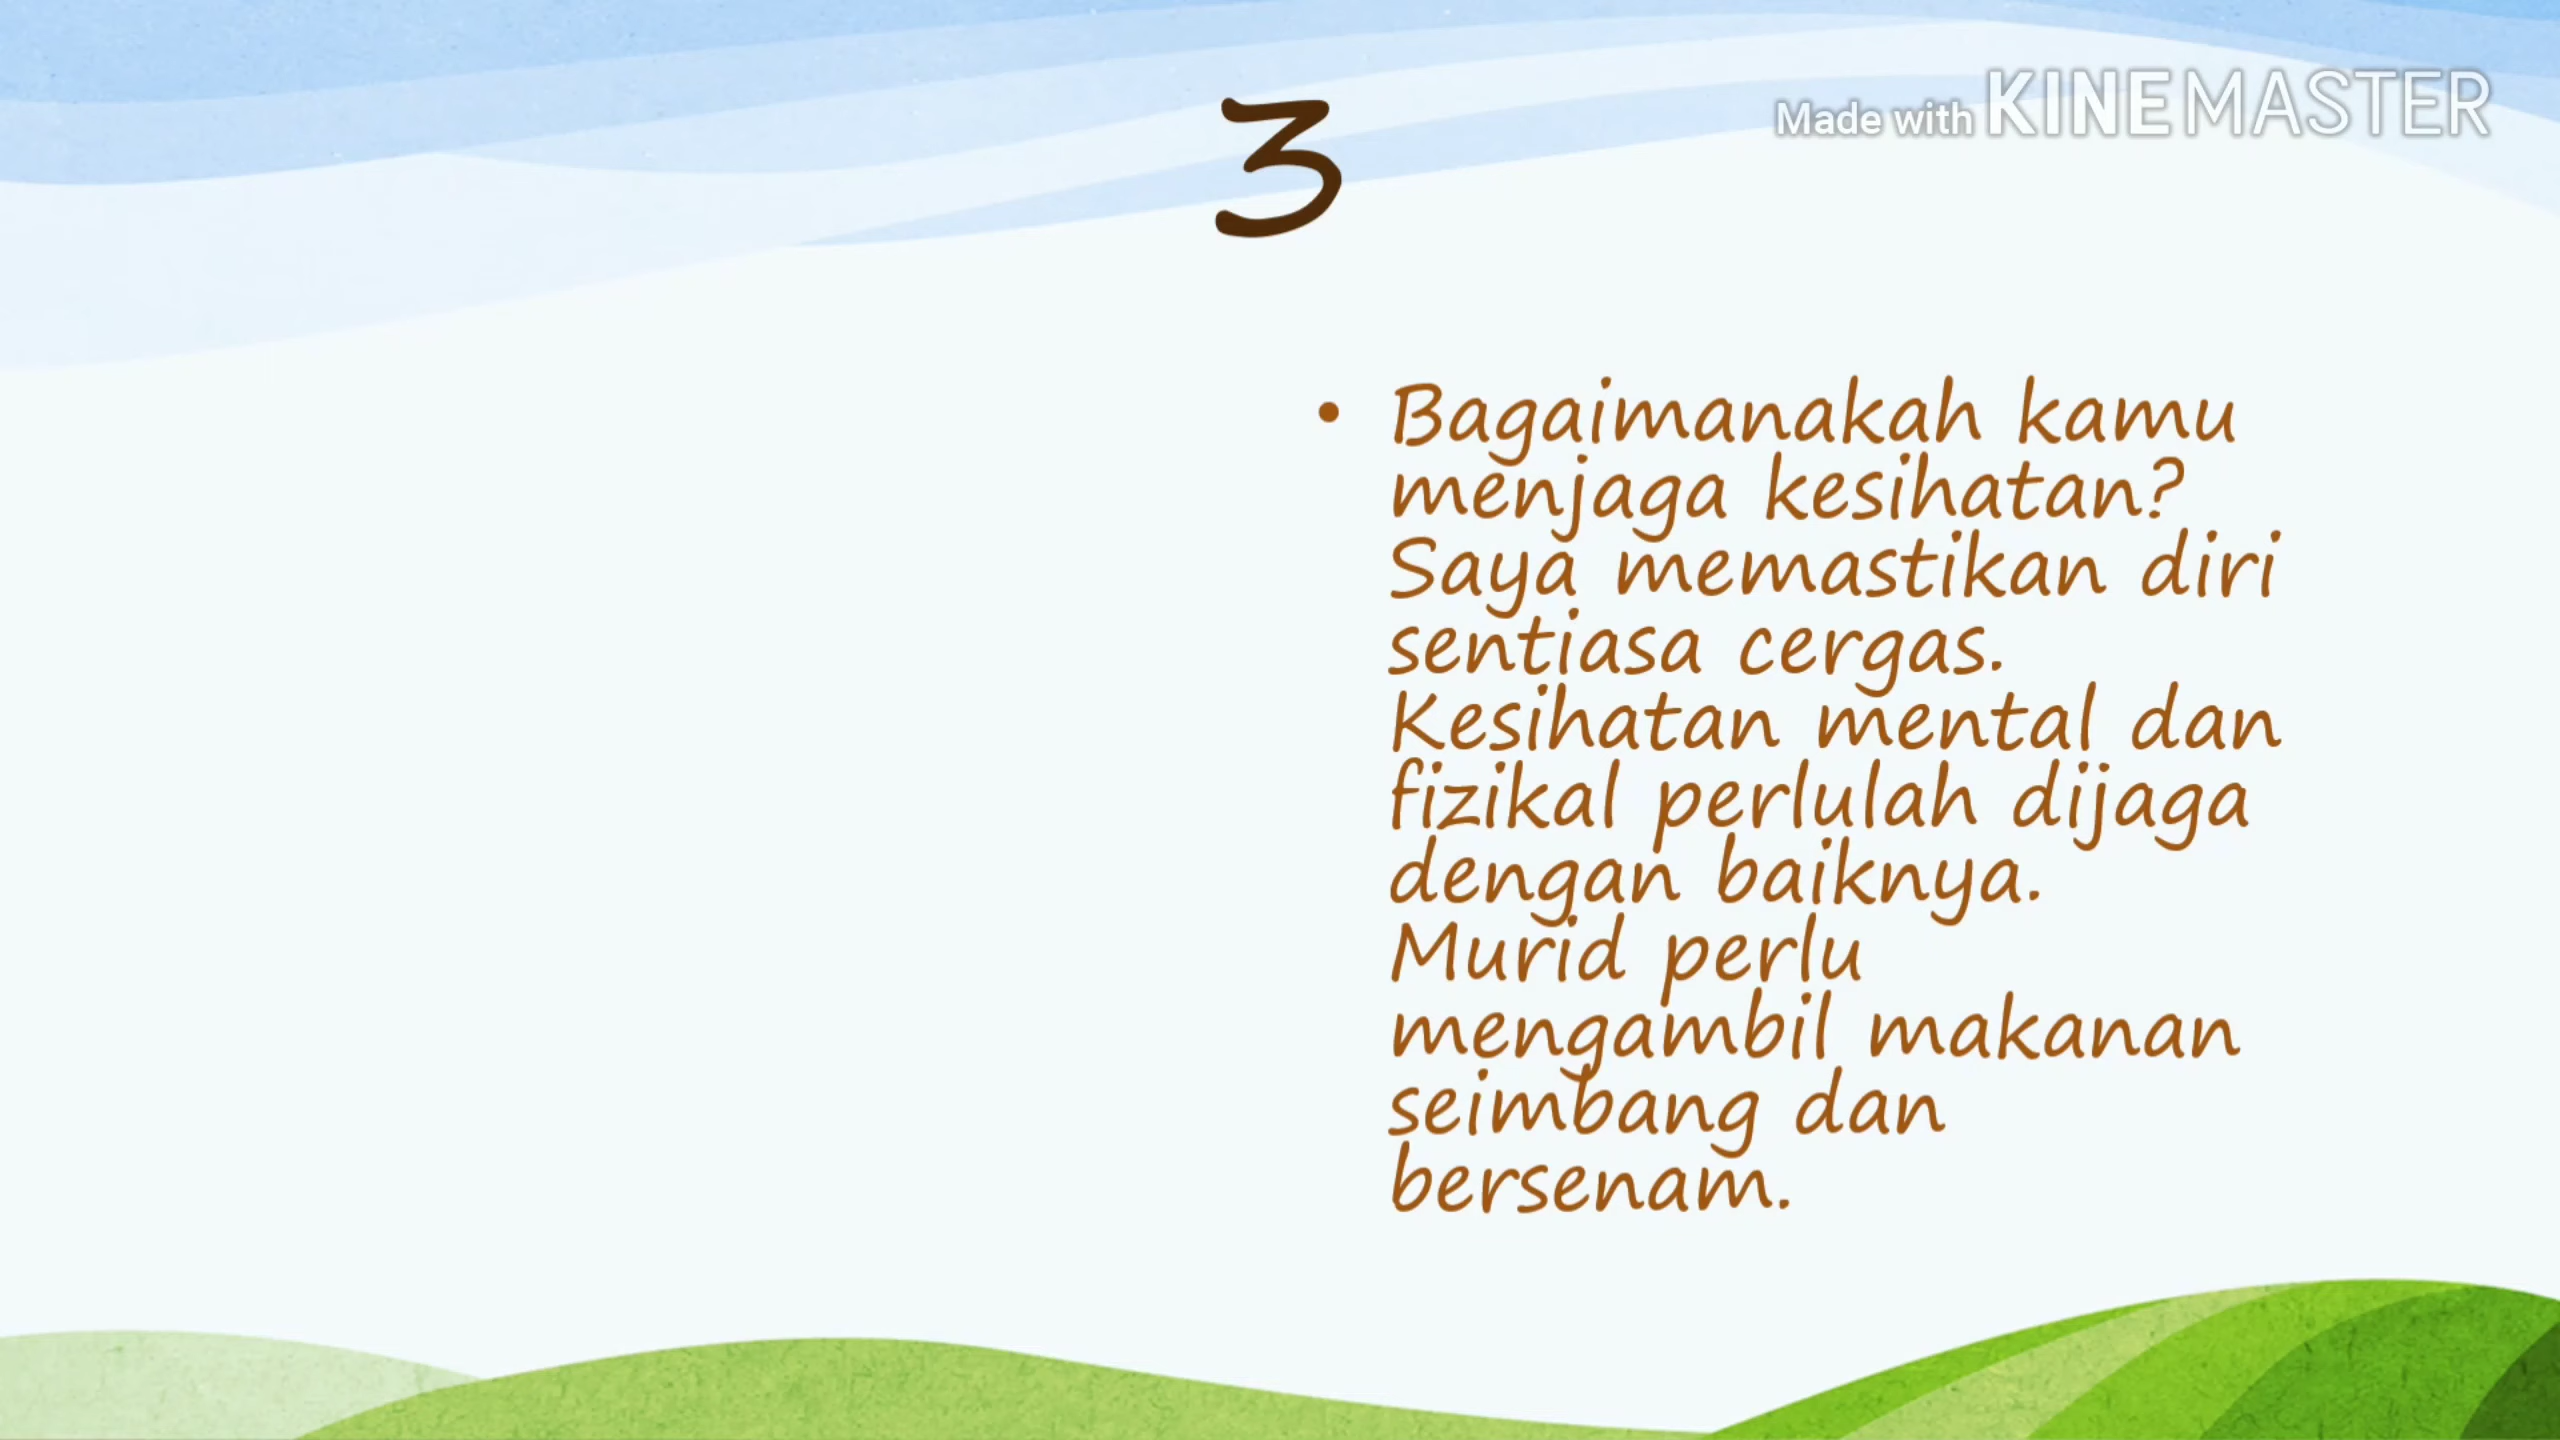 Made with KINEMASTER
3
• Bagaimanakah kamu
menjaga kesihatan?
Saya memastikan diri
sentiasa cergas.
Kesihatan mental dan
fizikal perlulah dijaga
dengan baiknya.
Murid perlu
mengambil makanan
seimbang dan
bersenam.